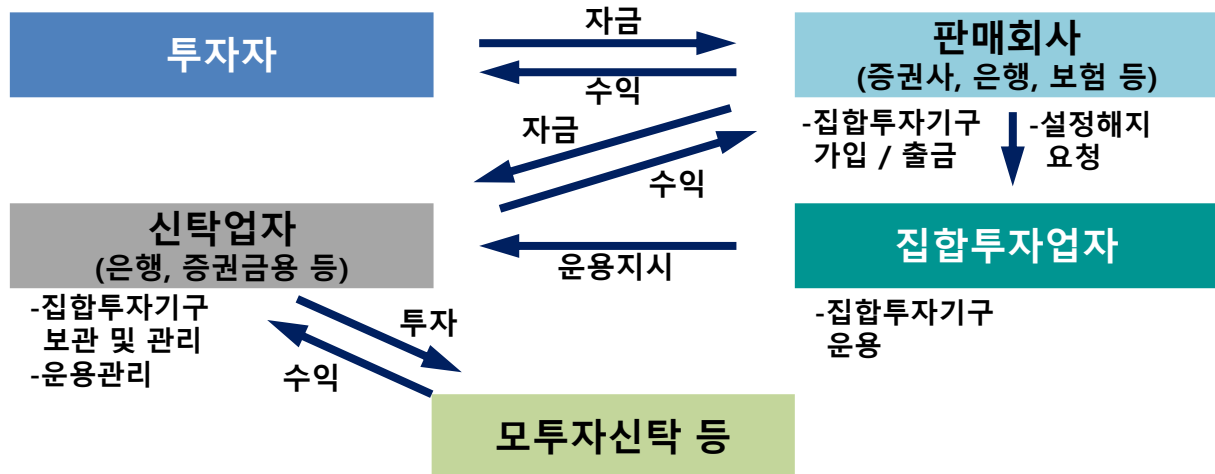 투자자
자금
수익
판매회사
(증권사, 은행, 보험 등)
-집합투자기구
가입 / 출금
-설정해지
요청
자금
수익
신탁업자
(은행, 증권금용 등)
운용지시
집합투자업자
-집합투자기구
보관 및 관리
-운용관리
투자
수익
-집합투자기구
운용
모투자신탁 등